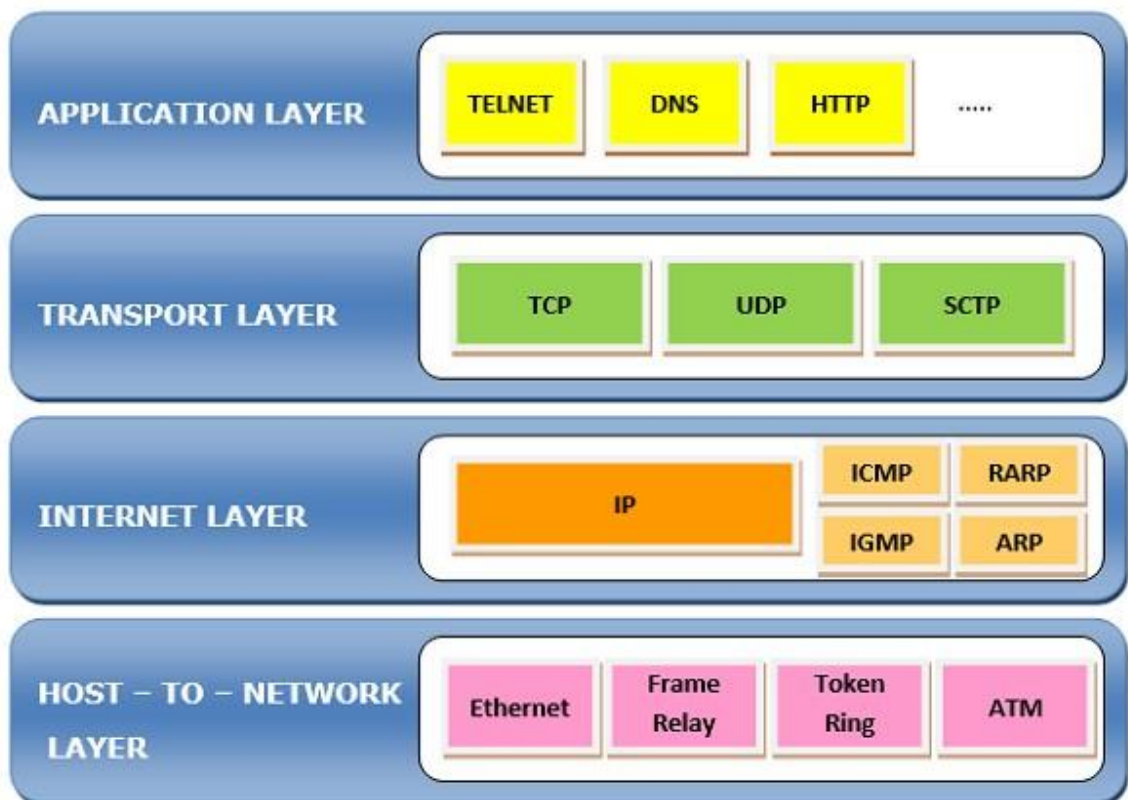 APPLICATION LAYER
TELNET DNS HTTP .....
TRANSPORT LAYER
TCP UDP SCTP
INTERNET LAYER
IP
ICMP RARP
IGMP ARP
HOST – TO – NETWORK
LAYER
Ethernet
Frame
Relay
Token
Ring
ATM